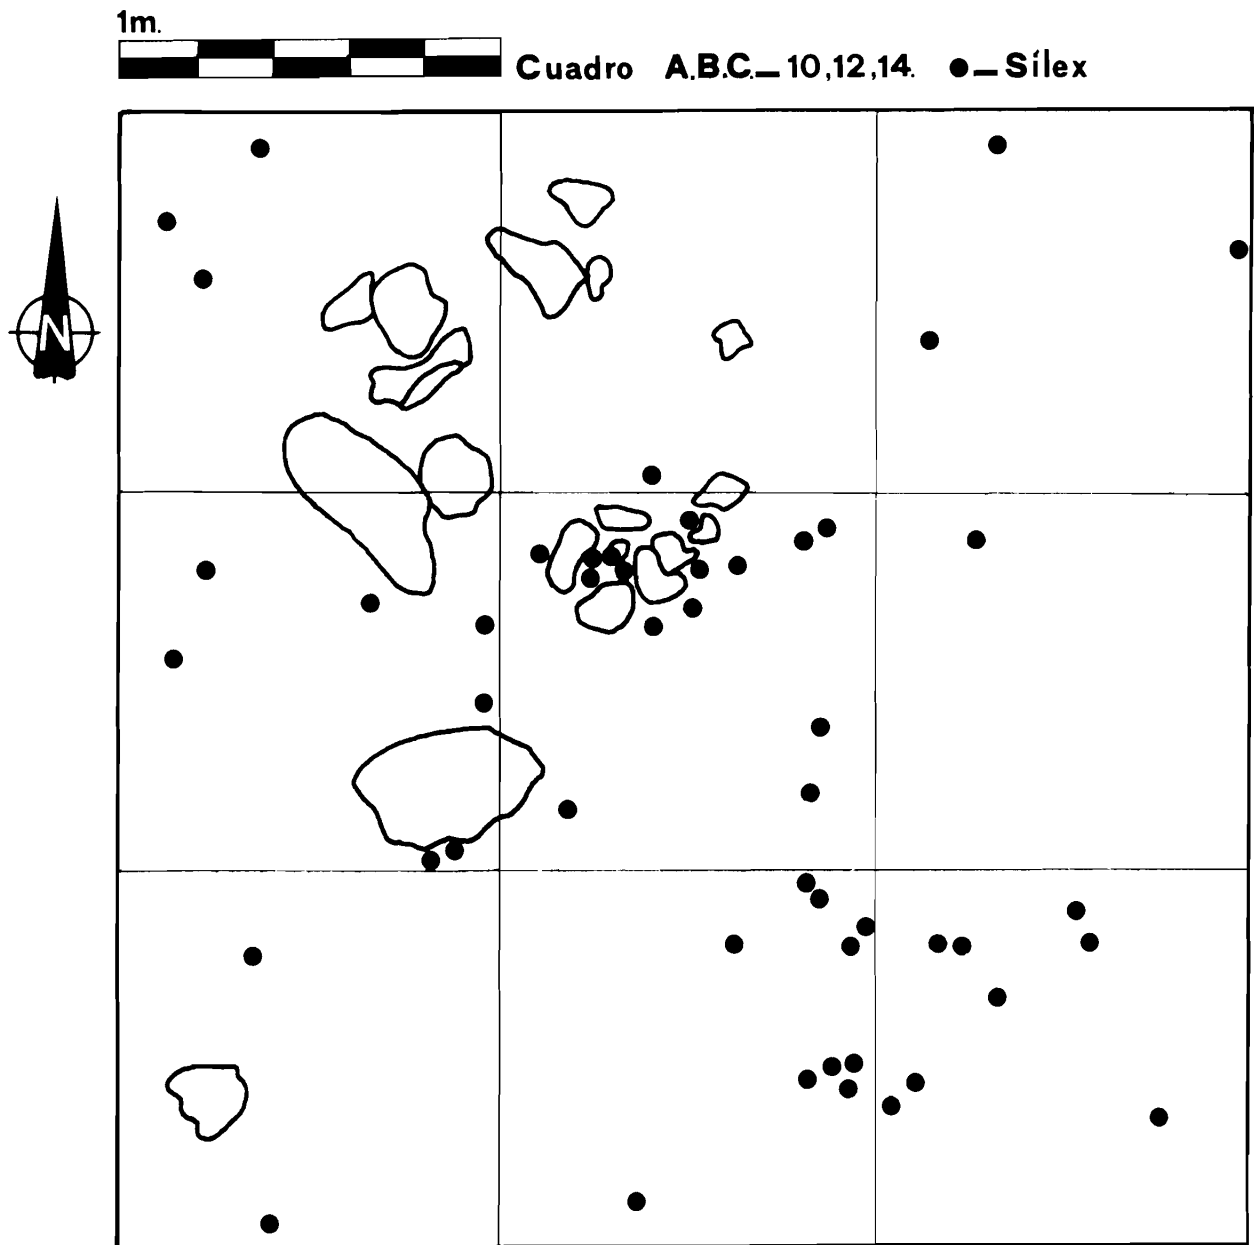 1m.
Cuadro A.B.C.— 10,12,14. ●— Sílex
N